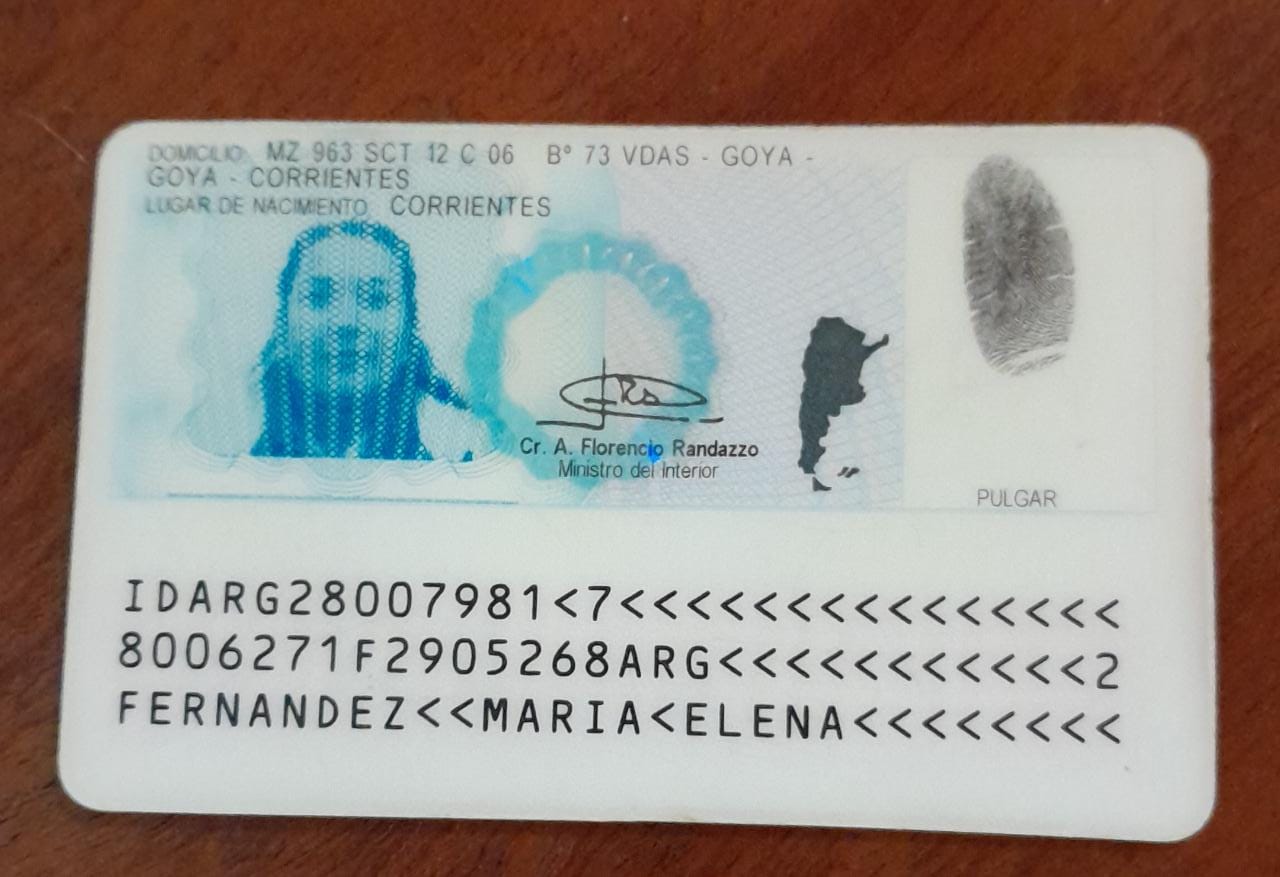 DOMICILIO: MZ 963 SCT 12 C 06 Bº 73 VDAS - GOYA -
GOYA - CORRIENTES
LUGAR DE NACIMIENTO: CORRIENTES
Cr. A. Florencio Randazzo
Ministro del Interior
PULGAR
IDARG28007981<7<<<<<<<<<<<<<<<
8006271F2905268ARG<<<<<<<<<<<2
FERNANDEZ<<MARIA<ELENA<<<<<<<<